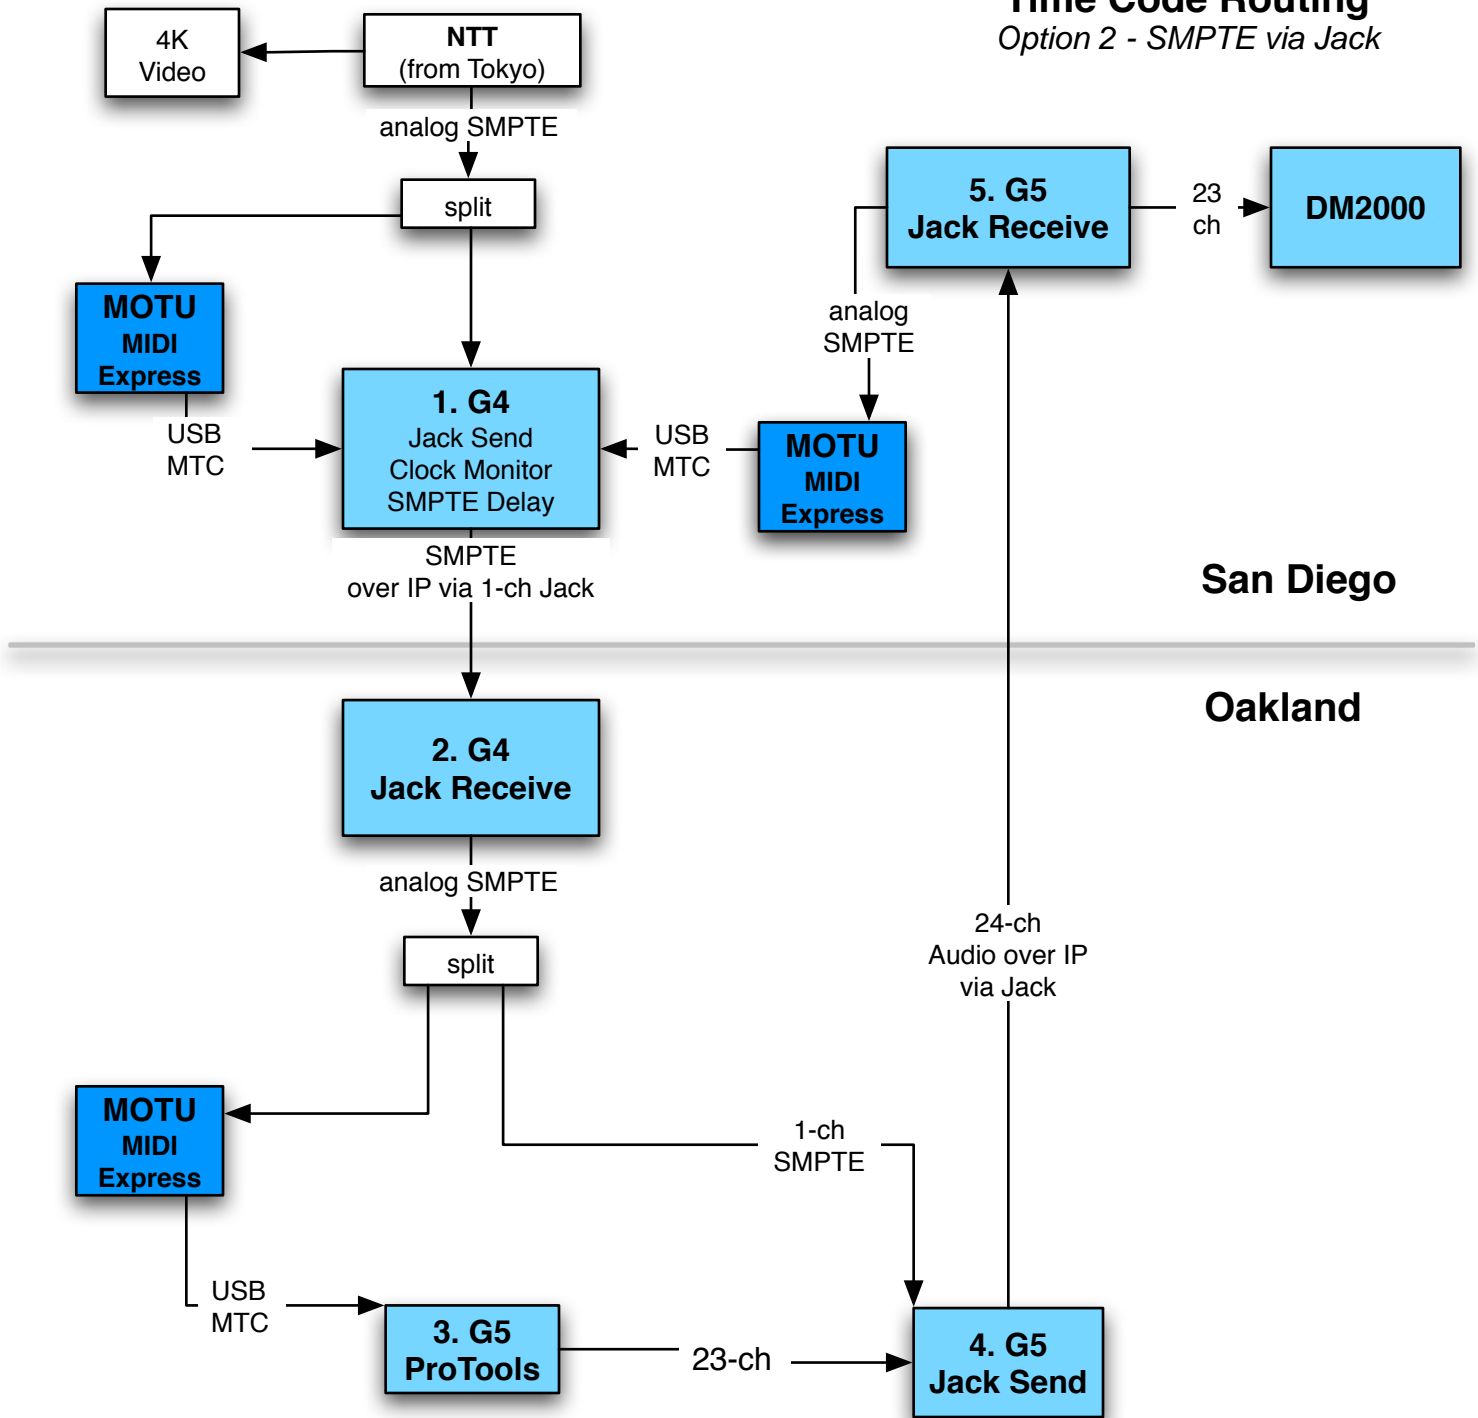 Time Code Routing
Option 2 - SMPTE via Jack
4K
Video
NTT
(from Tokyo)
analog SMPTE
split
MOTU
MIDI
Express
USB
MTC
1. G4
Jack Send
Clock Monitor
SMPTE Delay
USB
MTC
MOTU
MIDI
Express
analog
SMPTE
5. G5
Jack Receive
23
ch
DM2000
SMPTE
over IP via 1-ch Jack
San Diego
Oakland
2. G4
Jack Receive
analog SMPTE
split
24-ch
Audio over IP
via Jack
MOTU
MIDI
Express
1-ch
SMPTE
USB
MTC
3. G5
ProTools
23-ch
4. G5
Jack Send